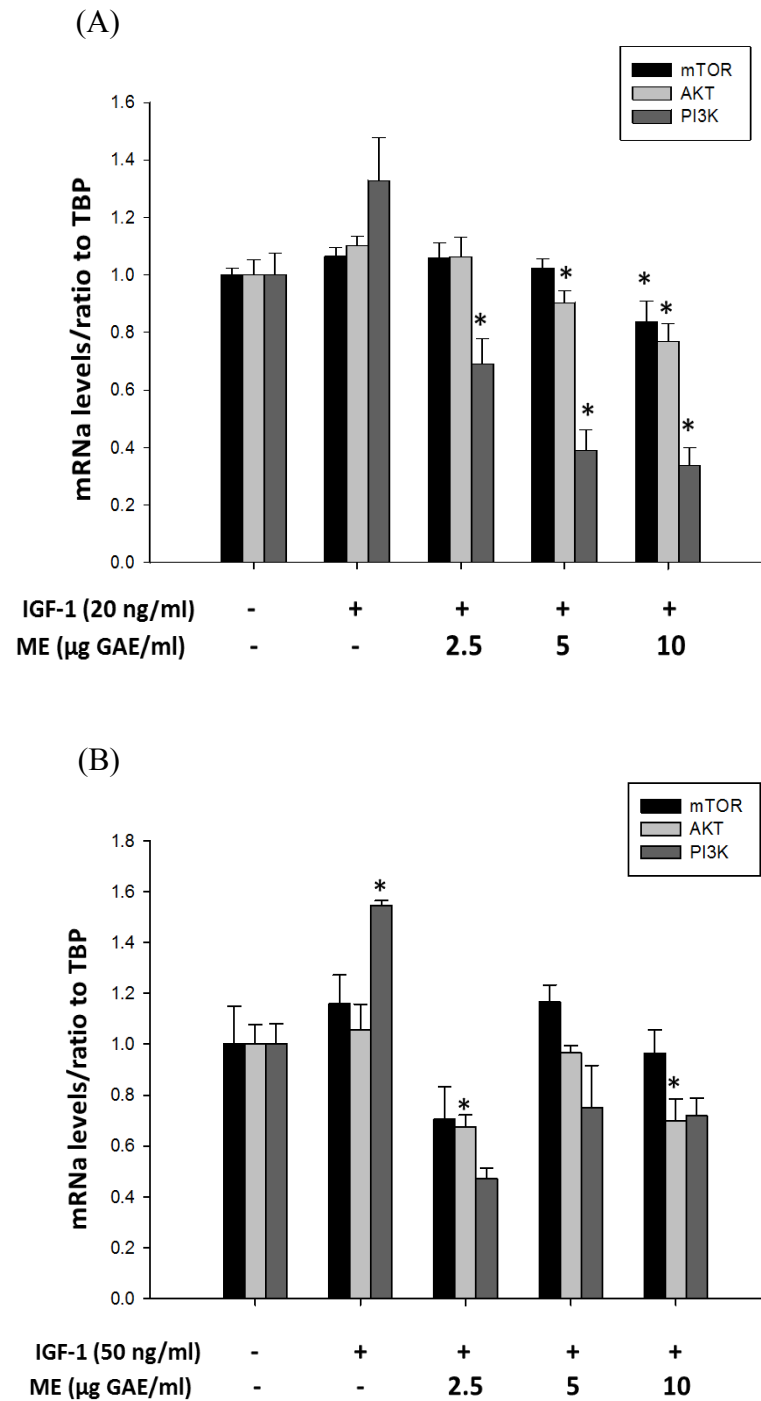 (A)
mTOR
AKT
PI3K
mRNa levels/ratio to TBP
1.6
1.4
1.2
1.0
0.8
0.6
0.4
0.2
0.0
*
*
*
*
*
*
IGF-1 (20 ng/ml) - + + + +
ME (µg GAE/ml) - - 2.5 5 10
(B)
mTOR
AKT
PI3K
mRNa levels/ratio to TBP
1.8
1.6
1.4
1.2
1.0
0.8
0.6
0.4
0.2
0.0
*
*
*
IGF-1 (50 ng/ml) - + + + +
ME (µg GAE/ml) - - 2.5 5 10